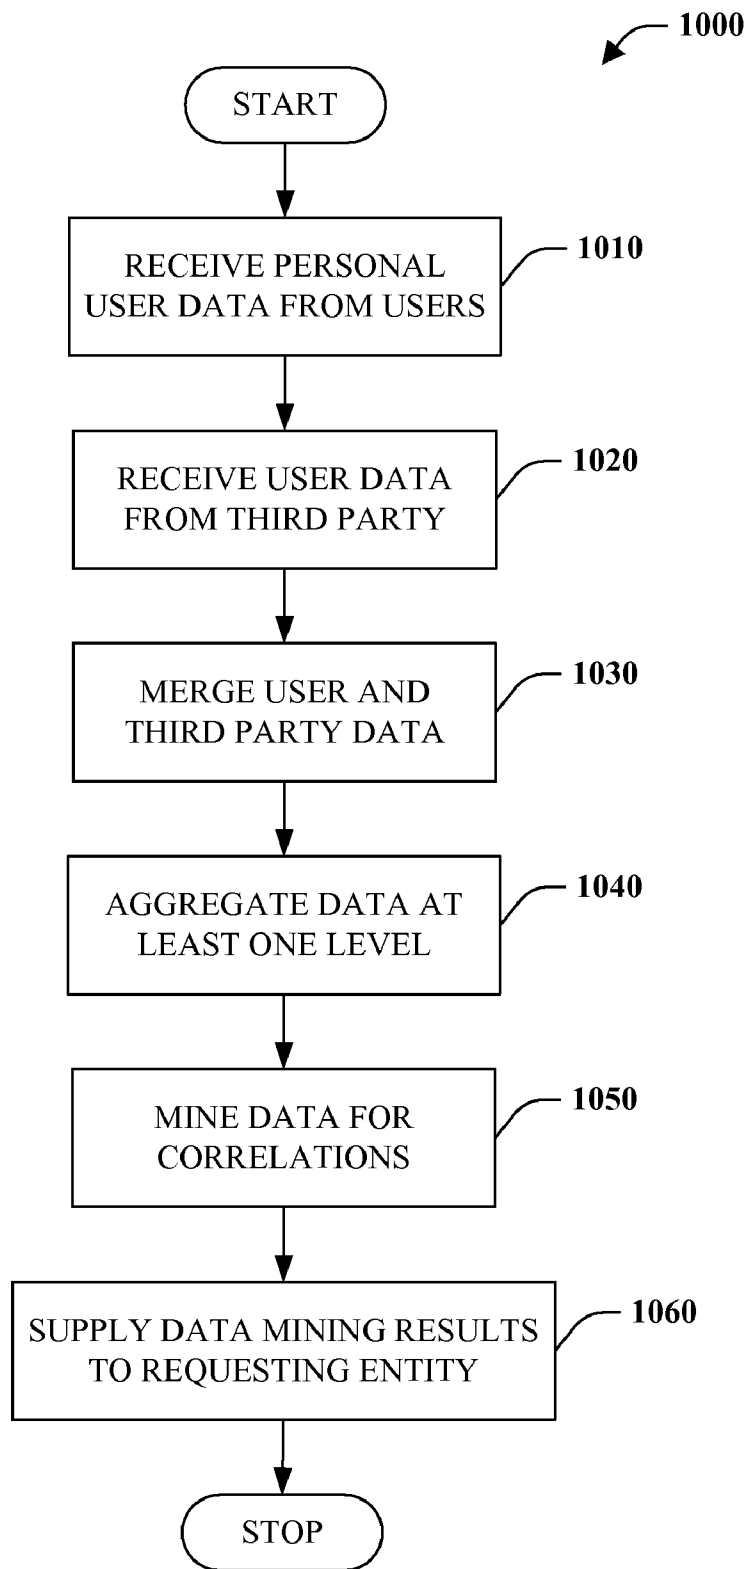 1000
START
RECEIVE PERSONAL
USER DATA FROM USERS
1010
RECEIVE USER DATA
FROM THIRD PARTY
1020
MERGE USER AND
THIRD PARTY DATA
1030
AGGREGATE DATA AT
LEAST ONE LEVEL
1040
MINE DATA FOR
CORRELATIONS
1050
SUPPLY DATA MINING RESULTS
TO REQUESTING ENTITY
1060
STOP